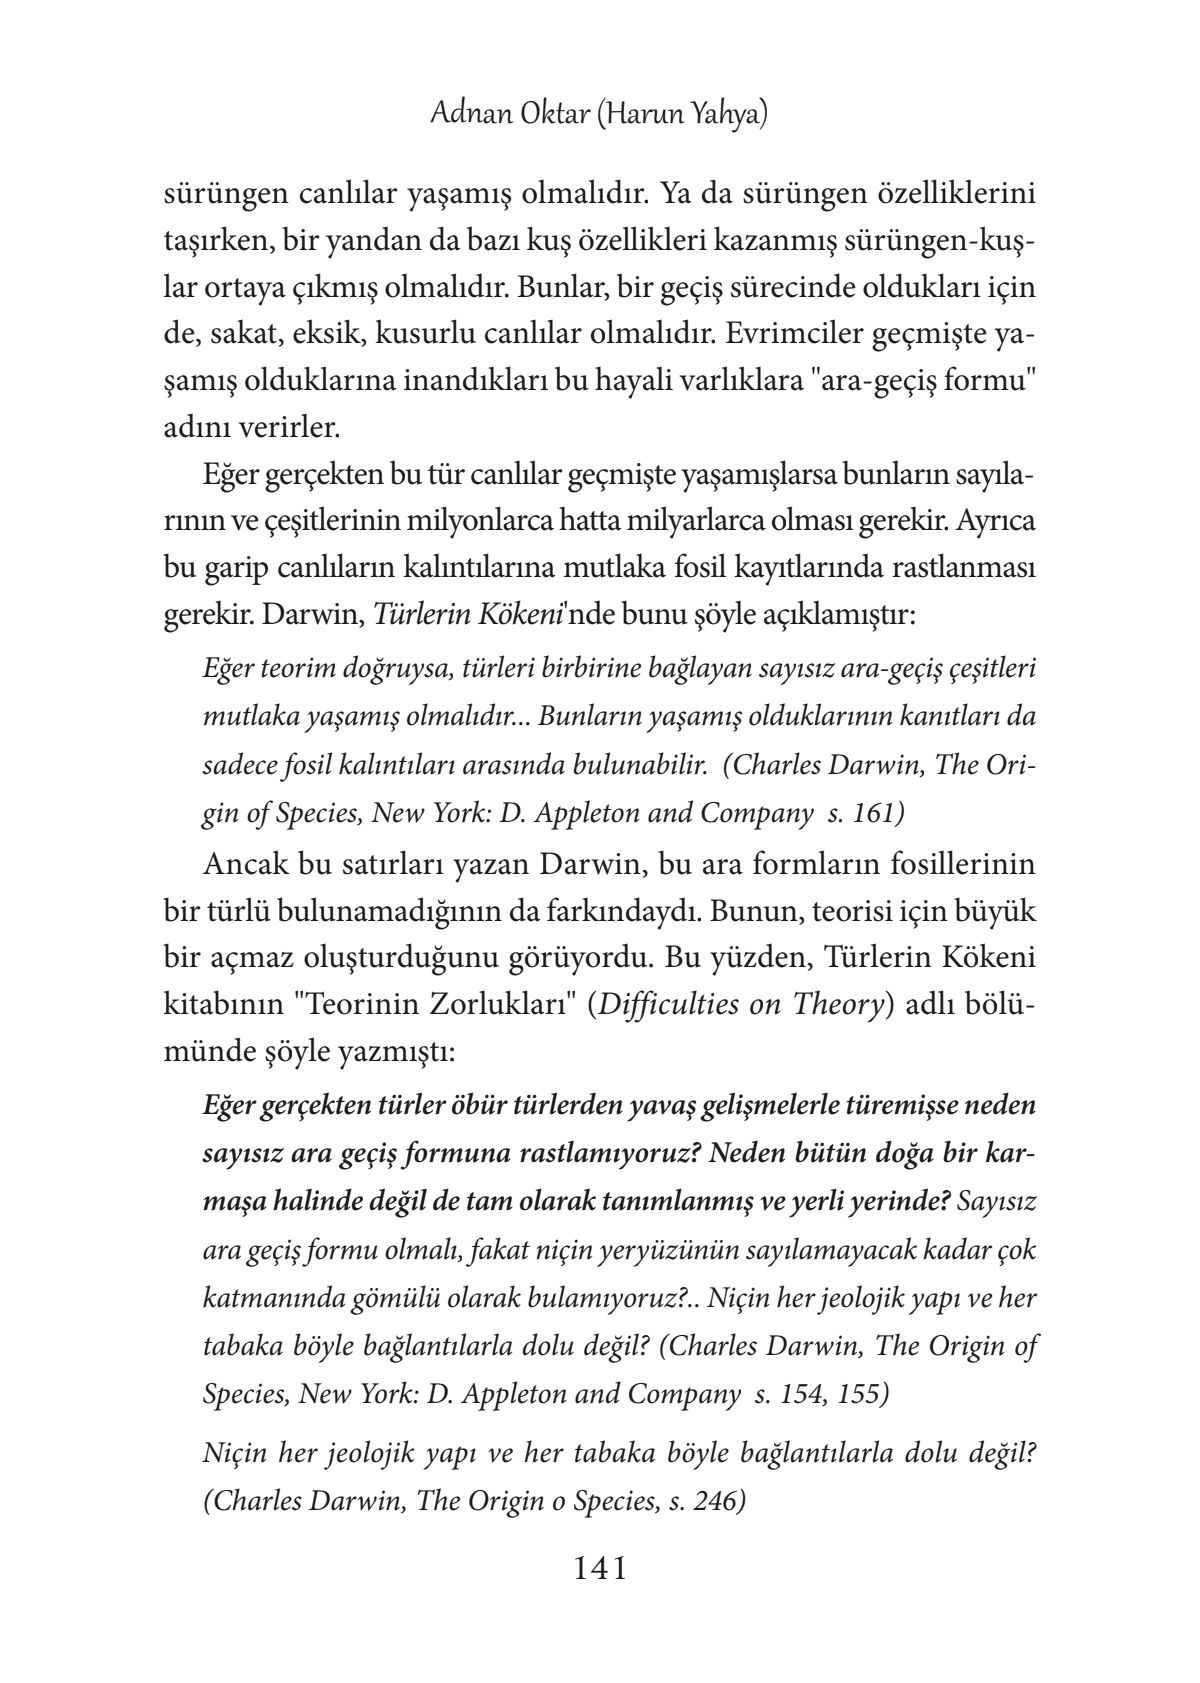 Adnan Oktar (Harun Yahya)
sürüngen canlılar yaşamış olmalıdır. Ya da sürüngen özelliklerini
taşırken, bir yandan da bazı kuş özellikleri kazanmış sürüngen-kuş-
lar ortaya çıkmış olmalıdır. Bunlar, bir geçiş sürecinde oldukları için
de, sakat, eksik, kusurlu canlılar olmalıdır. Evrimciler geçmişte ya-
şamış olduklarına inandıkları bu hayali varlıklara "ara-geçiş formu"
adını verirler.
Eğer gerçekten bu tür canlılar geçmişte yaşamışlarsa bunların sayıla-
rının ve çeşitlerinin milyonlarca hatta milyarlarca olması gerekir. Ayrıca
bu garip canlıların kalıntılarına mutlaka fosil kayıtlarında rastlanması
gerekir. Darwin, Türlerin Kökeni'nde bunu şöyle açıklamıştır:
Eğer teorim doğruysa, türleri birbirine bağlayan sayısız ara-geçiş çeşitleri
mutlaka yaşamış olmalıdır... Bunların yaşamış olduklarının kanıtları da
sadece fosil kalıntıları arasında bulunabilir. (Charles Darwin, The Ori-
gin of Species, New York: D. Appleton and Company s. 161)
Ancak bu satırları yazan Darwin, bu ara formların fosillerinin
bir türlü bulunamadığının da farkındaydı. Bunun, teorisi için büyük
bir açmaz oluşturduğunu görüyordu. Bu yüzden, Türlerin Kökeni
kitabının "Teorinin Zorlukları" (Difficulties on Theory) adlı bölü-
münde şöyle yazmıştı:
Eğer gerçekten türler öbür türlerden yavaş gelişmelerle türemişse neden
sayısız ara geçiş formuna rastlamıyoruz? Neden bütün doğa bir kar-
maşa halinde değil de tam olarak tanımlanmış ve yerli yerinde? Sayısız
ara geçiş formu olmalı, fakat niçin yeryüzünün sayılamayacak kadar çok
katmanında gömülü olarak bulamıyoruz?.. Niçin her jeolojik yapı ve her
tabaka böyle bağlantılarla dolu değil? (Charles Darwin, The Origin of
Species, New York: D. Appleton and Company s. 154, 155)
Niçin her jeolojik yapı ve her tabaka böyle bağlantılarla dolu değil?
(Charles Darwin, The Origin o Species, s. 246)
141